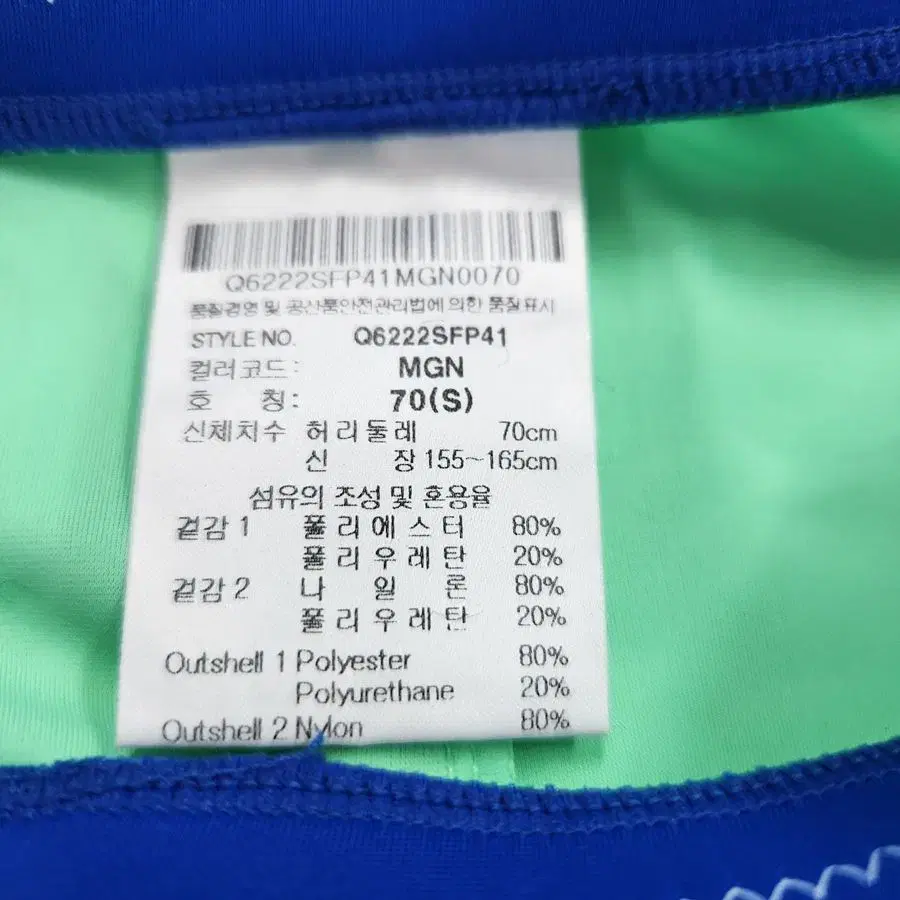 Q6222SFP41MGN0070
품질경영 및 공산품안전관리법에 의한 품질표시
STYLE NO. Q6222SFP41
컬러코드: MGN
호 칭: 70(S)
신체치수 허리둘레 70cm
신 장 155~165cm
섬유의 조성 및 혼용율
겉감 1 폴리에스터 80%
폴리우레탄 20%
겉감 2 나일론 80%
폴리우레탄 20%
Outshell 1 Polyester 80%
Polyurethane 20%
Outshell 2 Nylon 80%